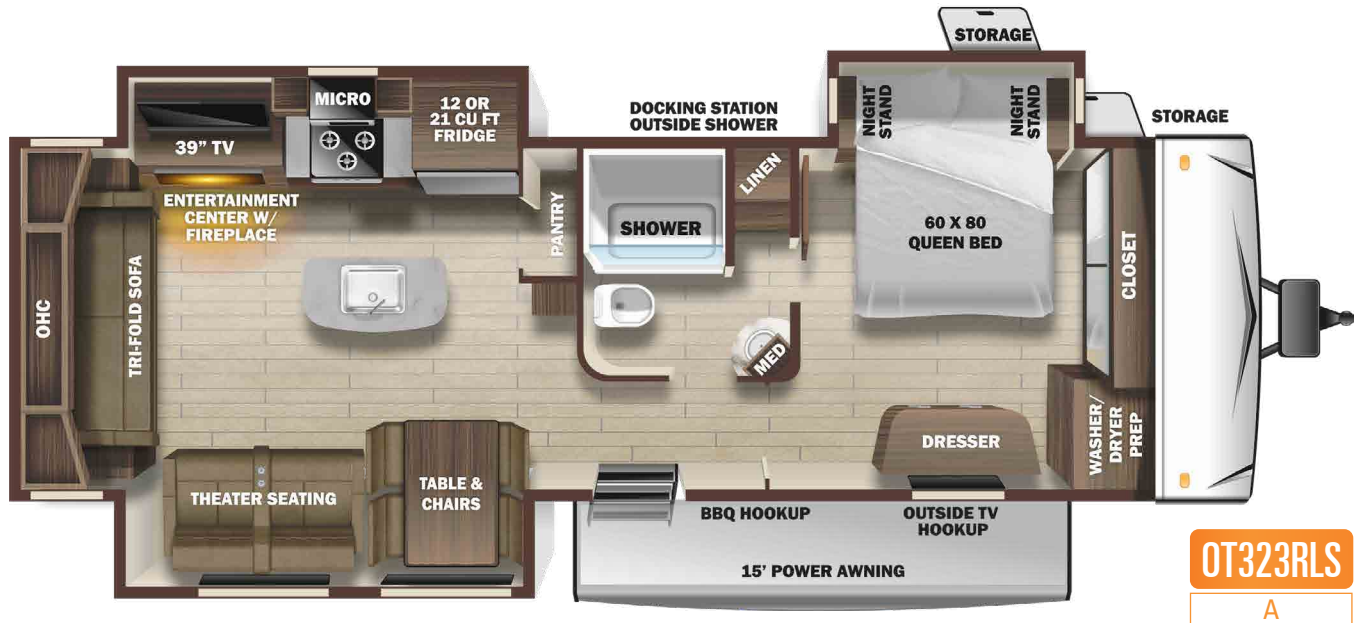 STORAGE
STORAGE
DOCKING STATION
OUTSIDE SHOWER
MICRO
12 OR
21 CU FT
FRIDGE
39” TV
ENTERTAINMENT
CENTER W/
FIREPLACE
PANTRY
SHOWER
LINEN
NIGHT
STAND
NIGHT
STAND
60 X 80
QUEEN BED
CLOSET
OHC
TRI-FOLD SOFA
MED
WASHER/
DRYER
PREP
DRESSER
THEATER SEATING
TABLE &
CHAIRS
BBQ HOOKUP
OUTSIDE TV
HOOKUP
15’ POWER AWNING
OT323RLS
A